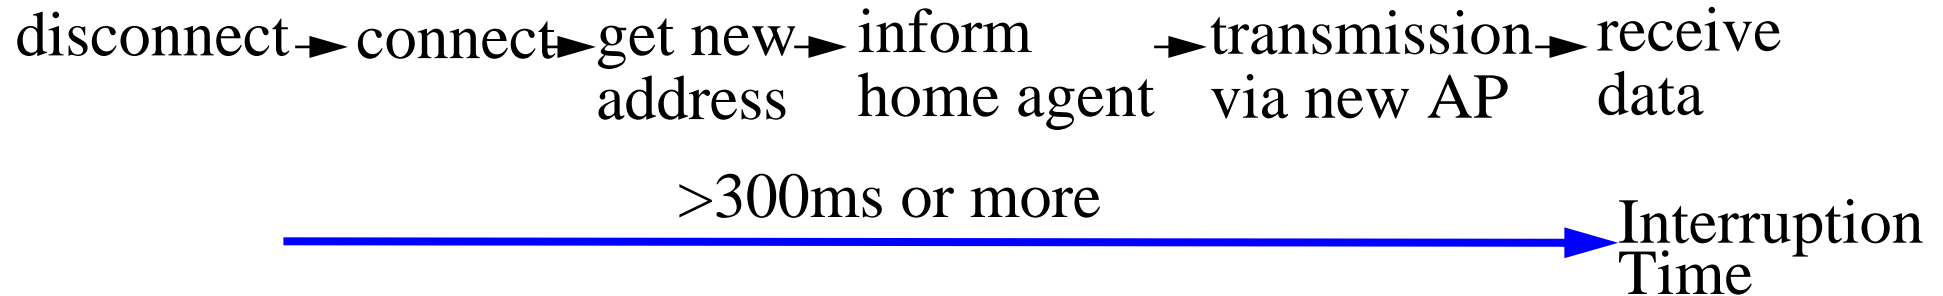 disconnect connect get new inform transmission receive
address home agent via new AP data
>300ms or more
Interruption
Time